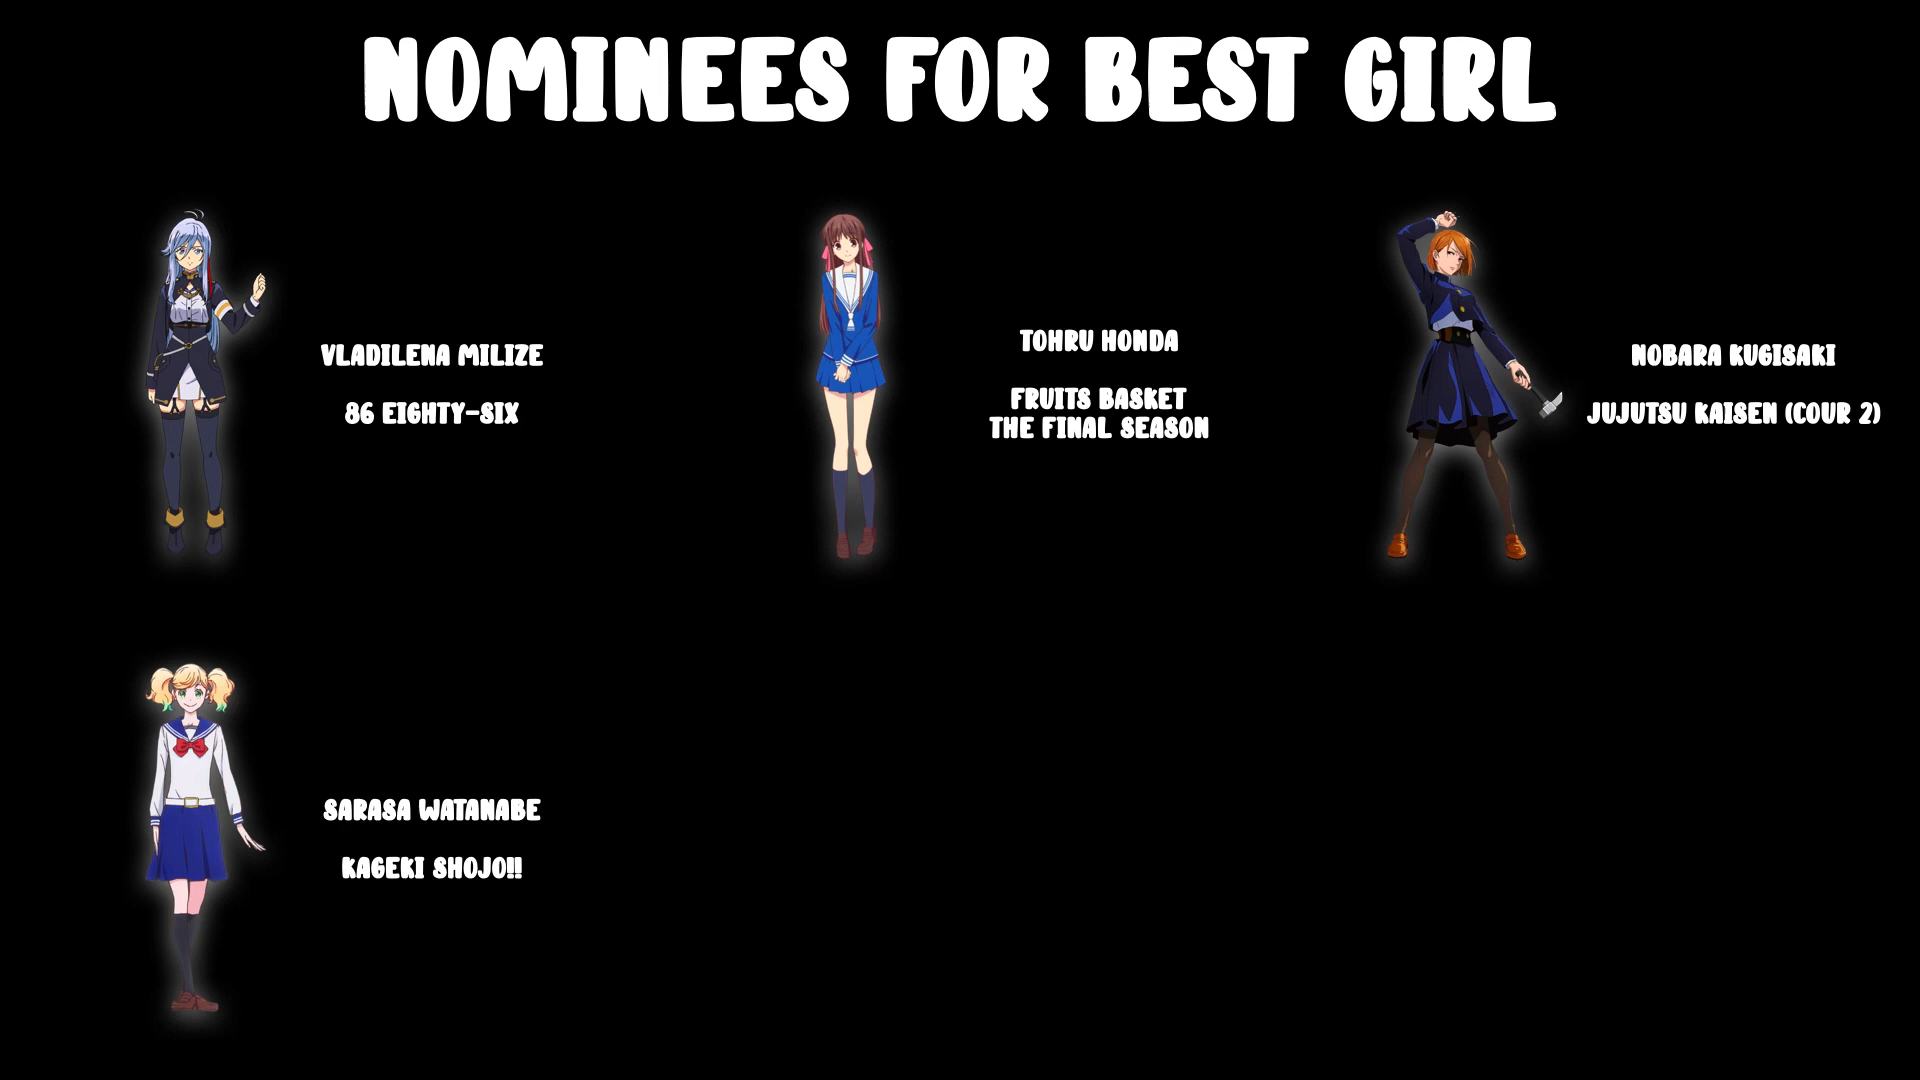 NOMINEES FOR BEST GIRL
VLADILENA MILIZE
86 EIGHTY-SIX
TOHRU HONDA
FRUITS BASKET
THE FINAL SEASON
NOBARA KUGISAKI
JUJUTSU KAISEN (COUR 2)
SARASA WATANABE
KAGEKI SHOJO!!